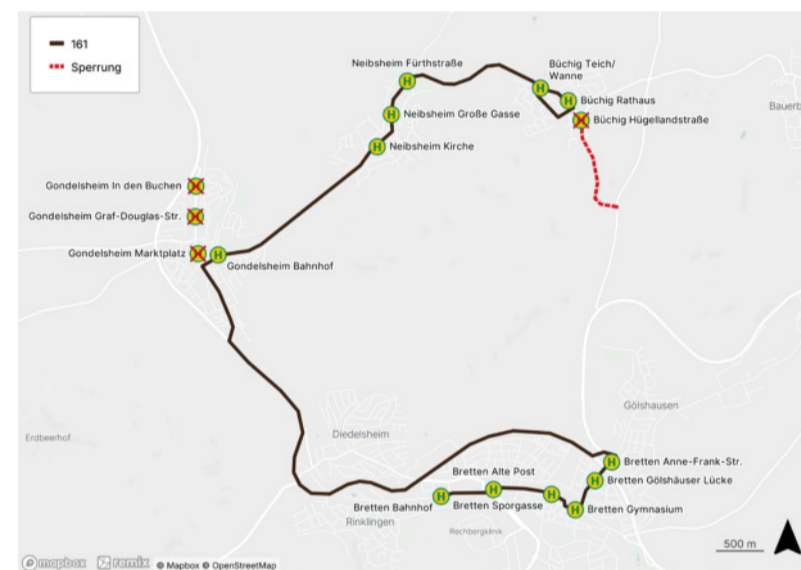 161
Sperrung
Neibsheim Fürthstraße
Büchig Teich/
Wanne
Büchig Rathaus
Büchig Hügellandstraße
Neibsheim Große Gasse
Neibsheim Kirche
Bauerb
Gondelsheim In den Buchen
Gondelsheim Graf-Douglas-Str.
Gondelsheim Marktplatz
Gondelsheim Bahnhof
Gölshausen
Erdbeerhof
Diedelsheim
Bretten Anne-Frank-Str.
Bretten Alte Post
Bretten Gölshäuser Lücke
Bretten Bahnhof
Bretten Sporgasse
Bretten Gymnasium
Rinklingen
Rechbergklinik
500 m
mapbox remix © Mapbox © OpenStreetMap